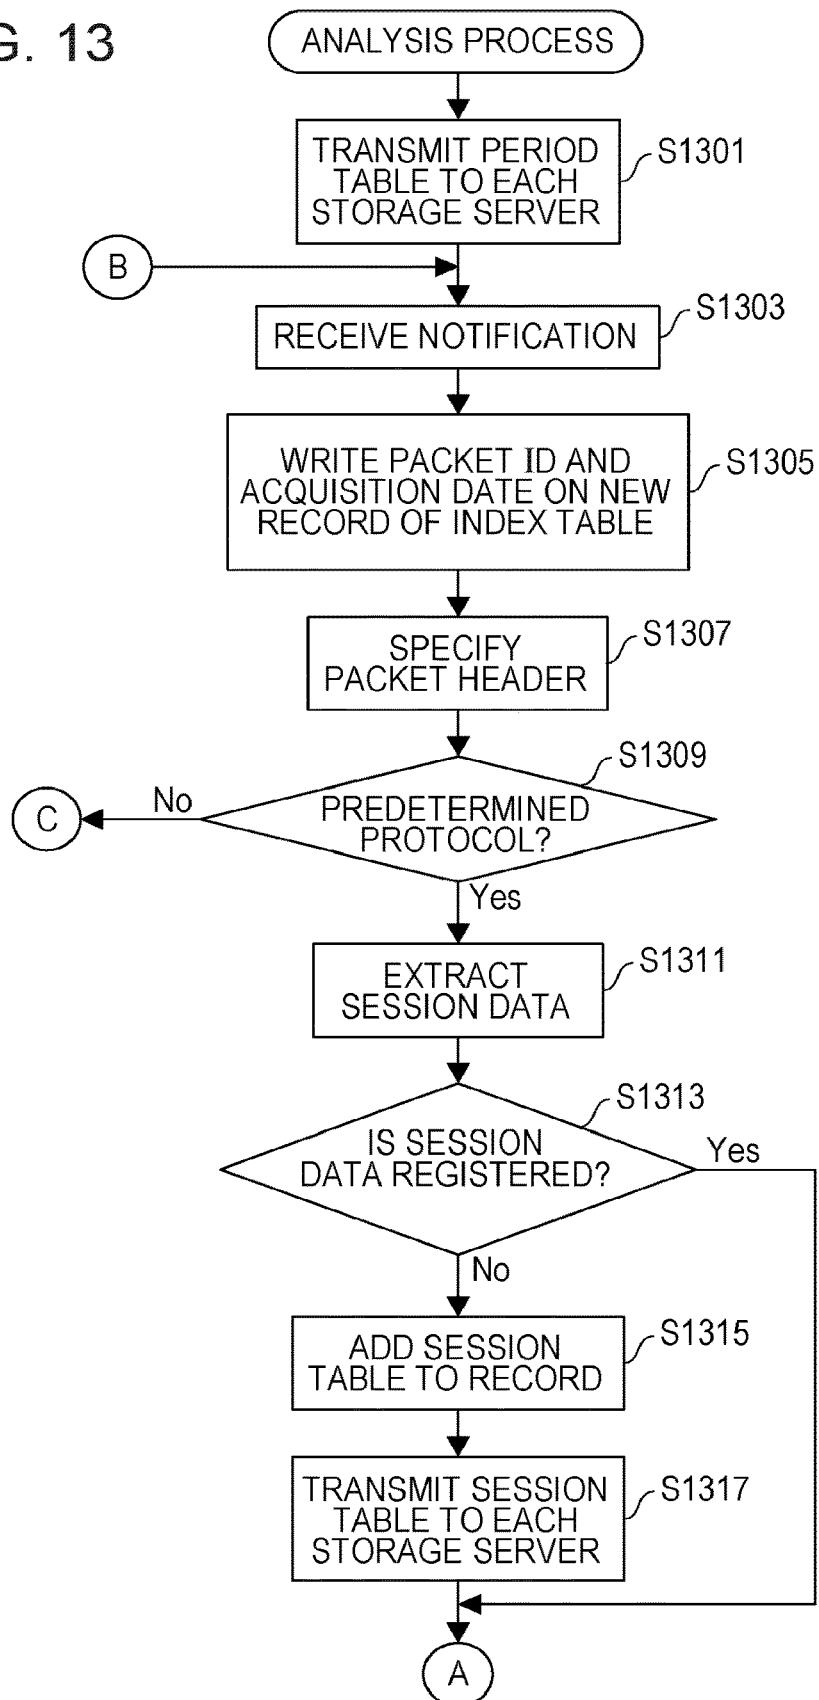 G. 13
ANALYSIS PROCESS
TRANSMIT PERIOD
TABLE TO EACH
STORAGE SERVER
S1301
B
RECEIVE NOTIFICATION
S1303
WRITE PACKET ID AND
ACQUISITION DATE ON NEW
RECORD OF INDEX TABLE
S1305
SPECIFY
PACKET HEADER
S1307
PREDETERMINED
PROTOCOL?
S1309
No
C
Yes
EXTRACT
SESSION DATA
S1311
IS SESSION
DATA REGISTERED?
S1313
Yes
No
ADD SESSION
TABLE TO RECORD
S1315
TRANSMIT SESSION
TABLE TO EACH
STORAGE SERVER
S1317
A